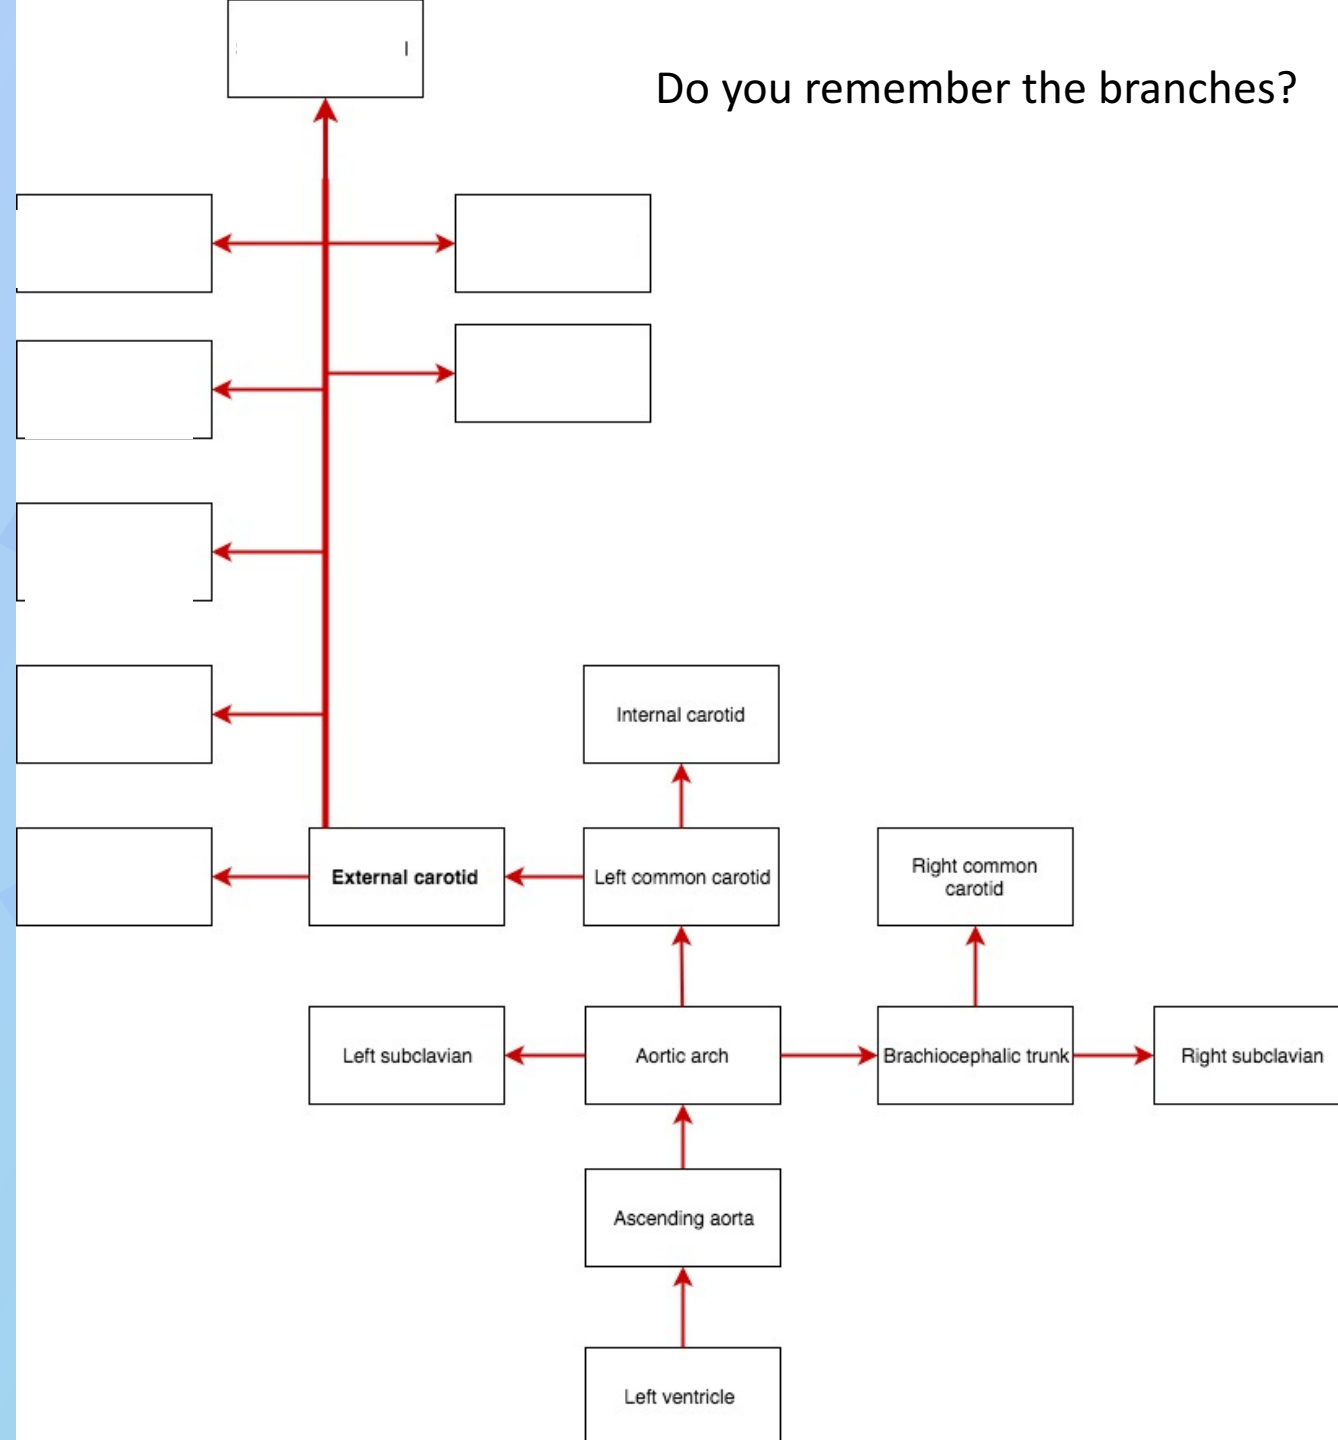 Do you remember the branches?
Internal carotid
External carotid
Left common carotid
Right common
carotid
Left subclavian
Aortic arch
Brachiocephalic trunk
Right subclavian
Ascending aorta
Left ventricle